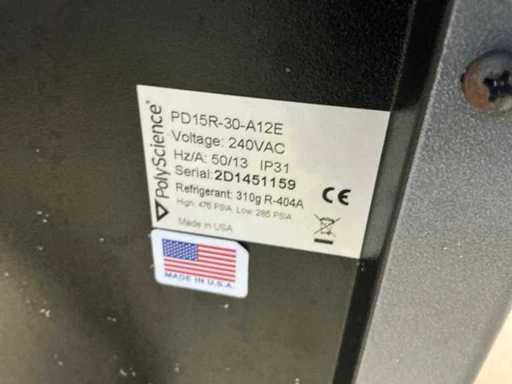 PolyScience®
PD15R-30-A12E
Voltage: 240VAC
Hz/A: 50/13 IP31
Serial: 2D1451159
Refrigerant: 310g R-404A
High: 475 PSIA Low: 285 PSIA
Made in USA
CE
MADE IN U.S.A.